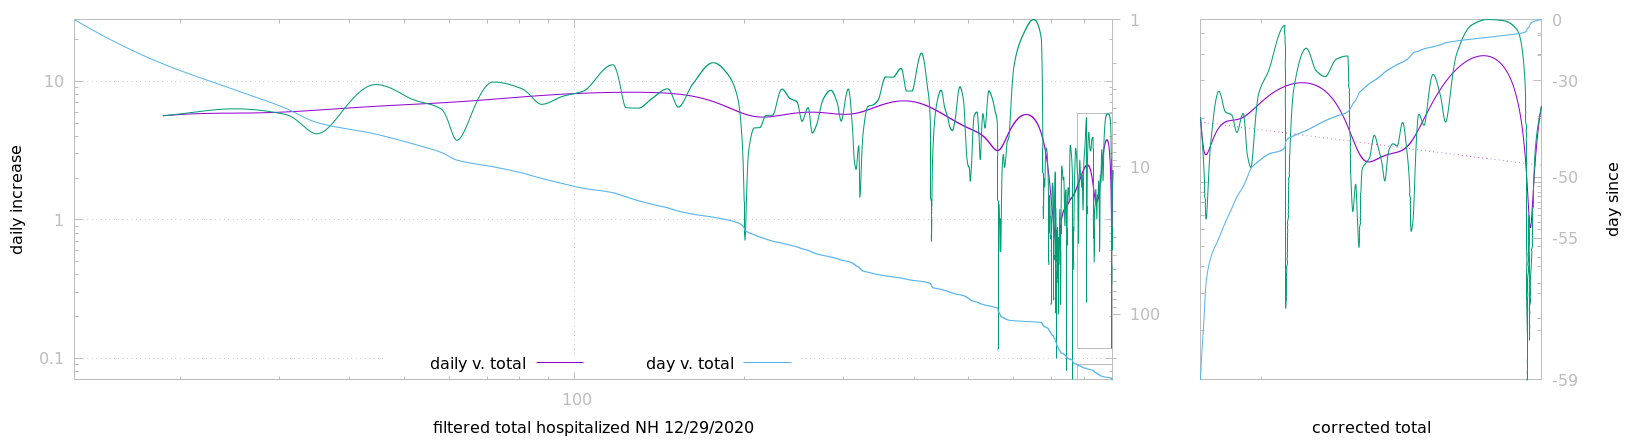 10
1
0.1
daily increase
daily v. total
day v. total
100
filtered total hospitalized NH 12/29/2020
1
10
100
0
-30
-50
-55
-59
day since
corrected total